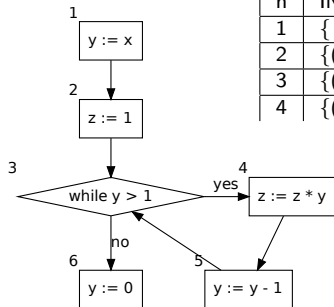 1
y := x
2
z := 1
3
while y > 1
yes
4
z := z * y
no
5
y := y - 1
6
y := 0
1 {
2 {(
3 {(
4 {(